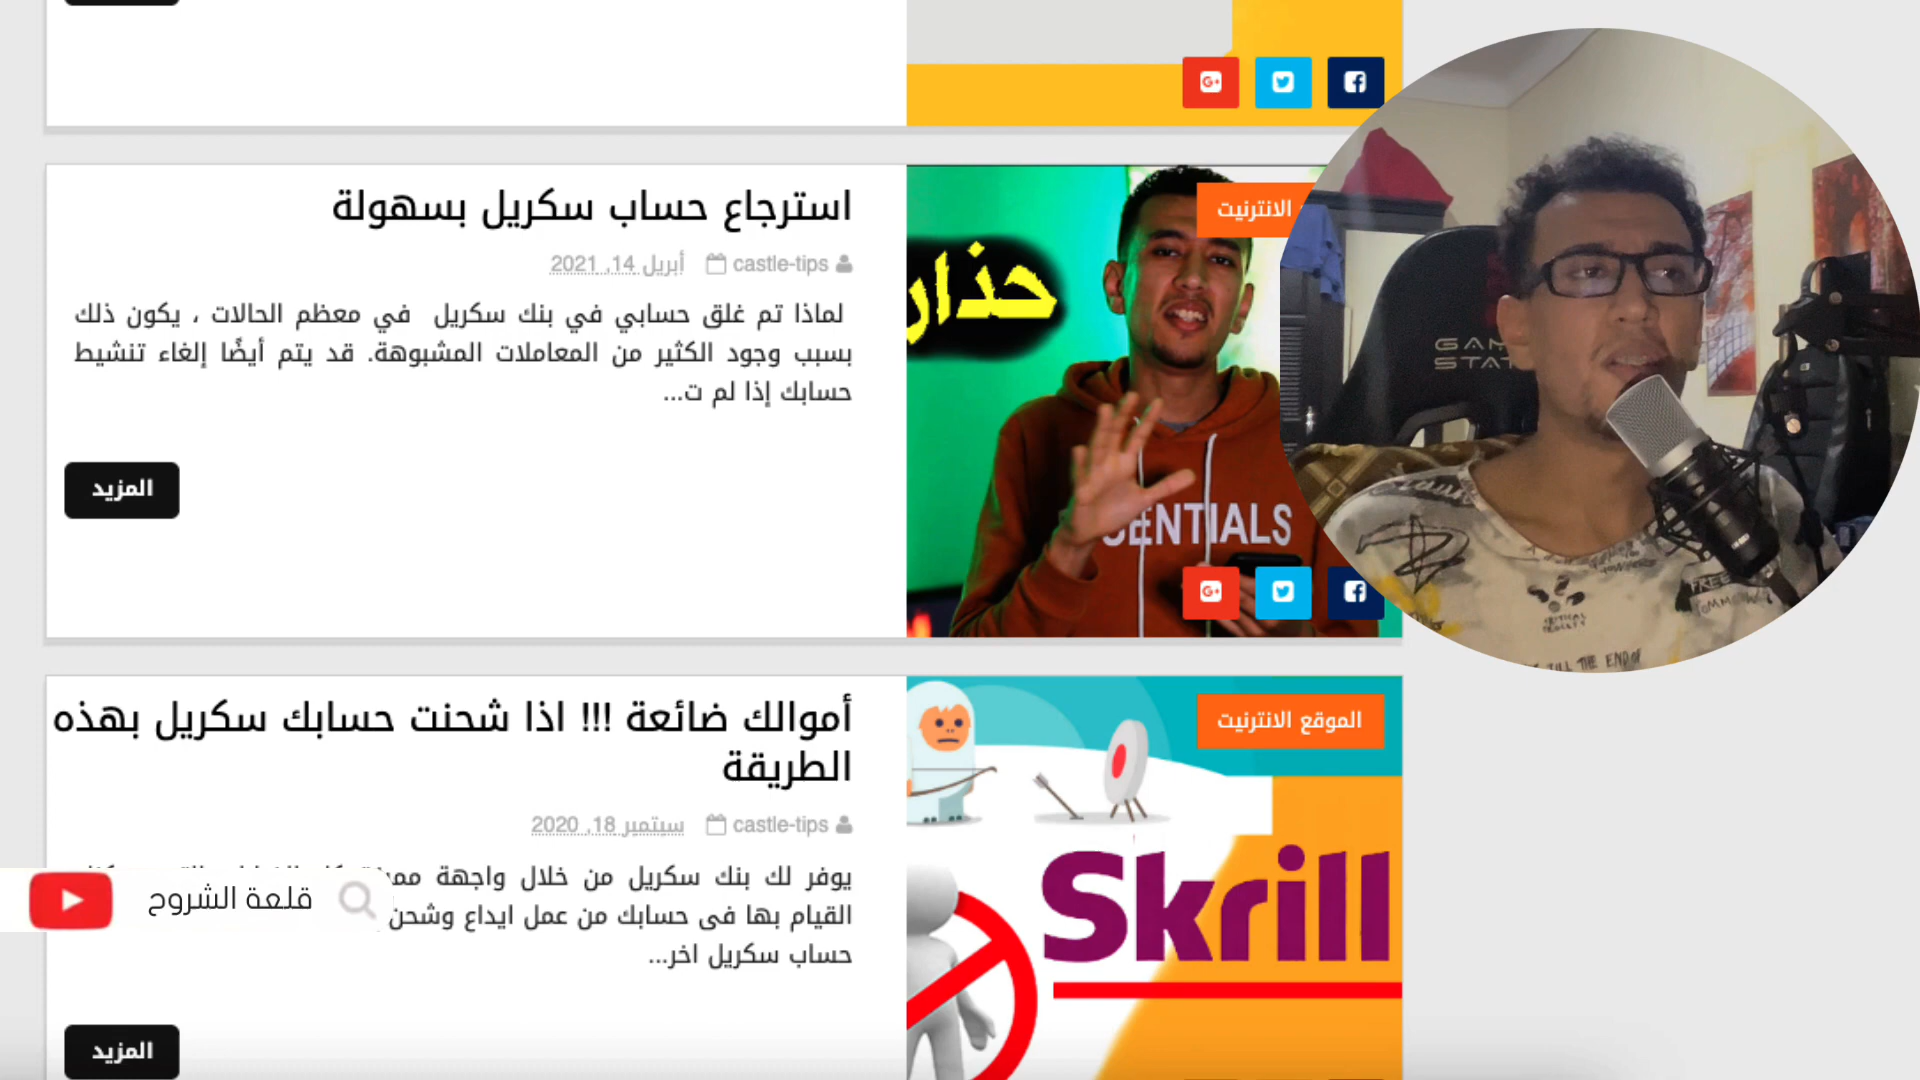 استرجاع حساب سكريل بسهولة
castle-tips أبريل 14, 2021
لماذا تم غلق حسابي في بنك سكريل في معظم الحالات ، يكون ذلك
بسبب وجود الكثير من المعاملات المشبوهة. قد يتم أيضًا إلغاء تنشيط
حسابك إذا لم ت...
المزيد
الانترنيت
حذار
ENTIALS
GAM
STAT
أموالك ضائعة !!! اذا شحنت حسابك سكريل بهذه
الطريقة
castle-tips سبتمبر 18, 2020
يوفر لك بنك سكريل من خلال واجهة
القيام بها فى حسابك من عمل ايداع وشحن
حساب سكريل اخر...
المزيد
الموقع الانترنيت
Skrill
قلعة الشروح